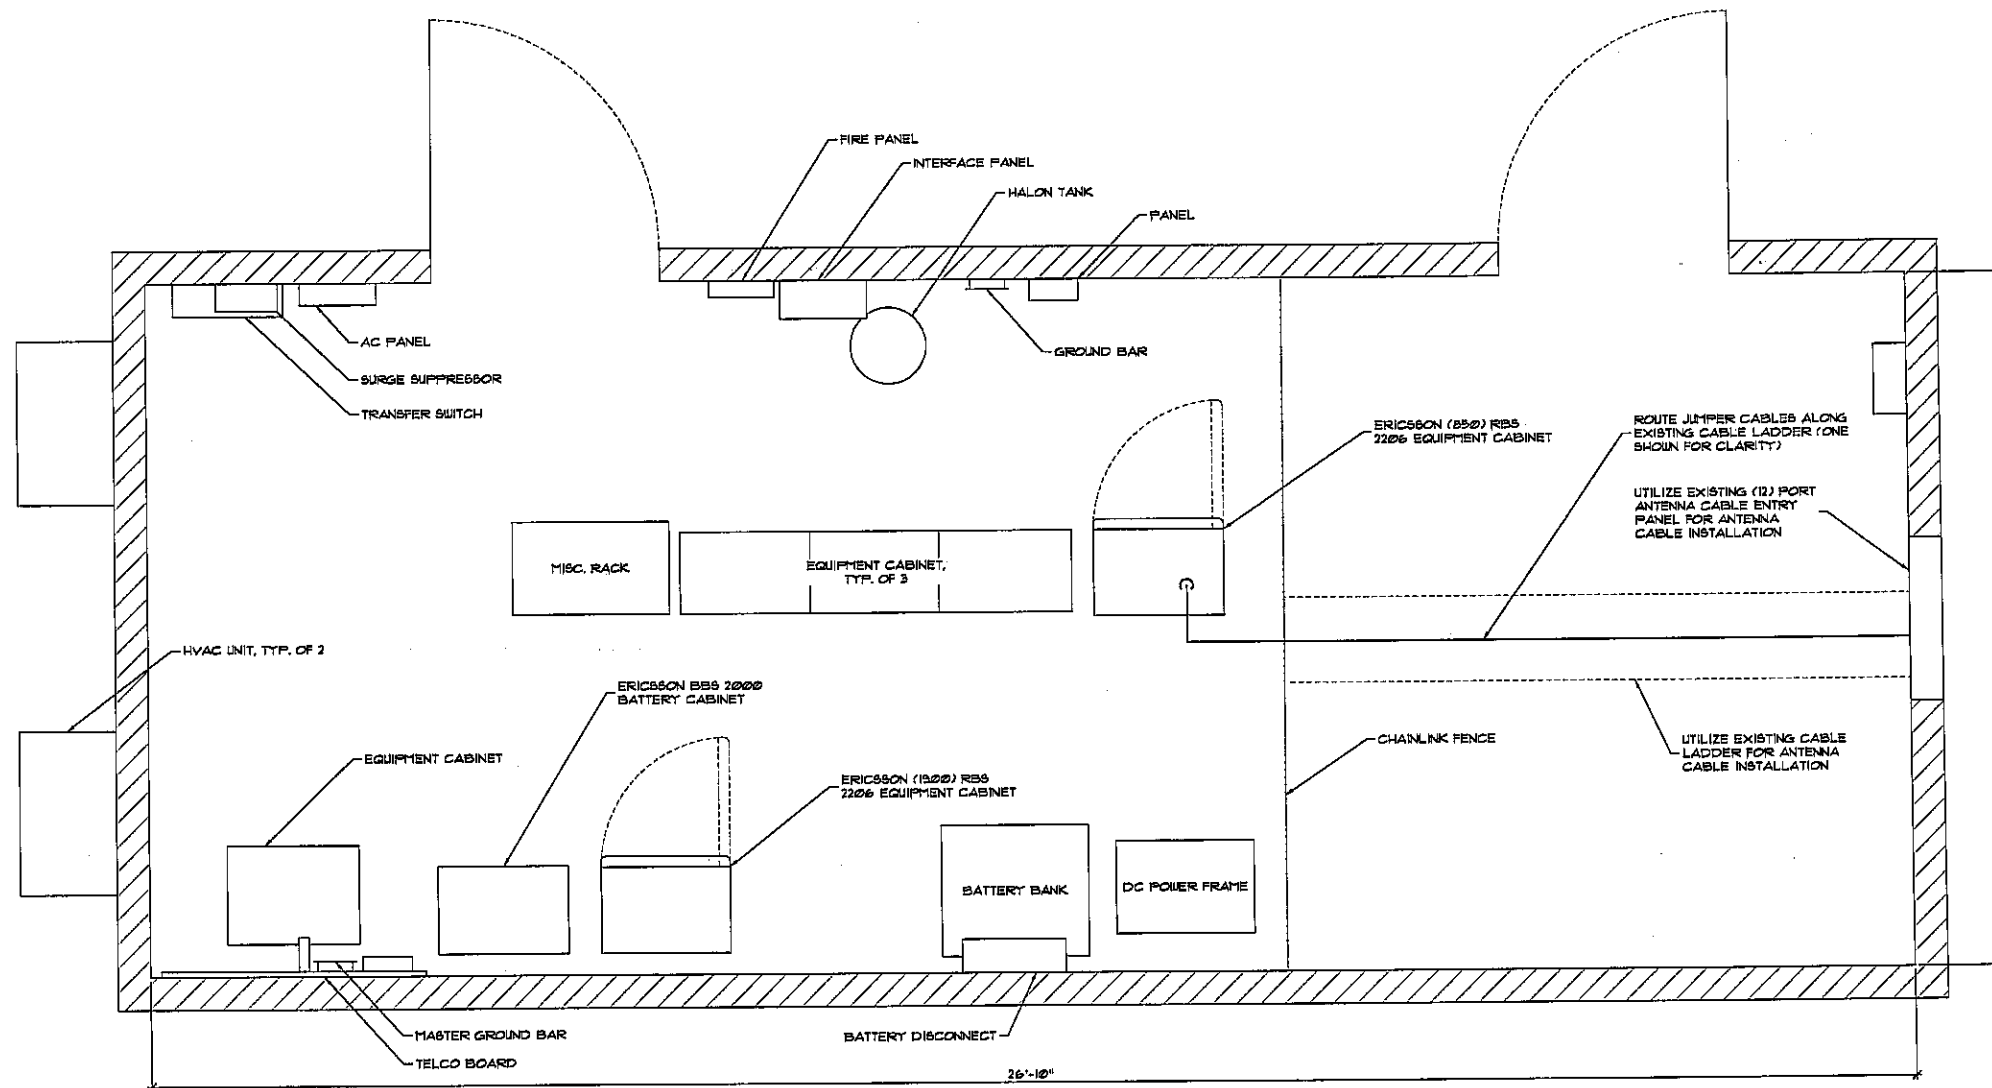 FIRE PANEL
INTERFACE PANEL
HALON TANK
PANEL
AC PANEL
SURGE SUPPRESSOR
TRANSFER SWITCH
GROUND BAR
ERICSSON (850) RBS
2206 EQUIPMENT CABINET
ROUTE JUMPER CABLES ALONG
EXISTING CABLE LADDER (ONE
SHOWN FOR CLARITY)
UTILIZE EXISTING (12) PORT
ANTENNA CABLE ENTRY
PANEL FOR ANTENNA
CABLE INSTALLATION
MISC. RACK
EQUIPMENT CABINET,
TYP. OF 3
HVAC UNIT, TYP. OF 2
ERICSSON BBS 2000
BATTERY CABINET
EQUIPMENT CABINET
ERICSSON (1900) RBS
2206 EQUIPMENT CABINET
CHAINLINK FENCE
UTILIZE EXISTING CABLE
LADDER FOR ANTENNA
CABLE INSTALLATION
BATTERY BANK
DC POWER FRAME
MASTER GROUND BAR
TELCO BOARD
BATTERY DISCONNECT
26'-10"